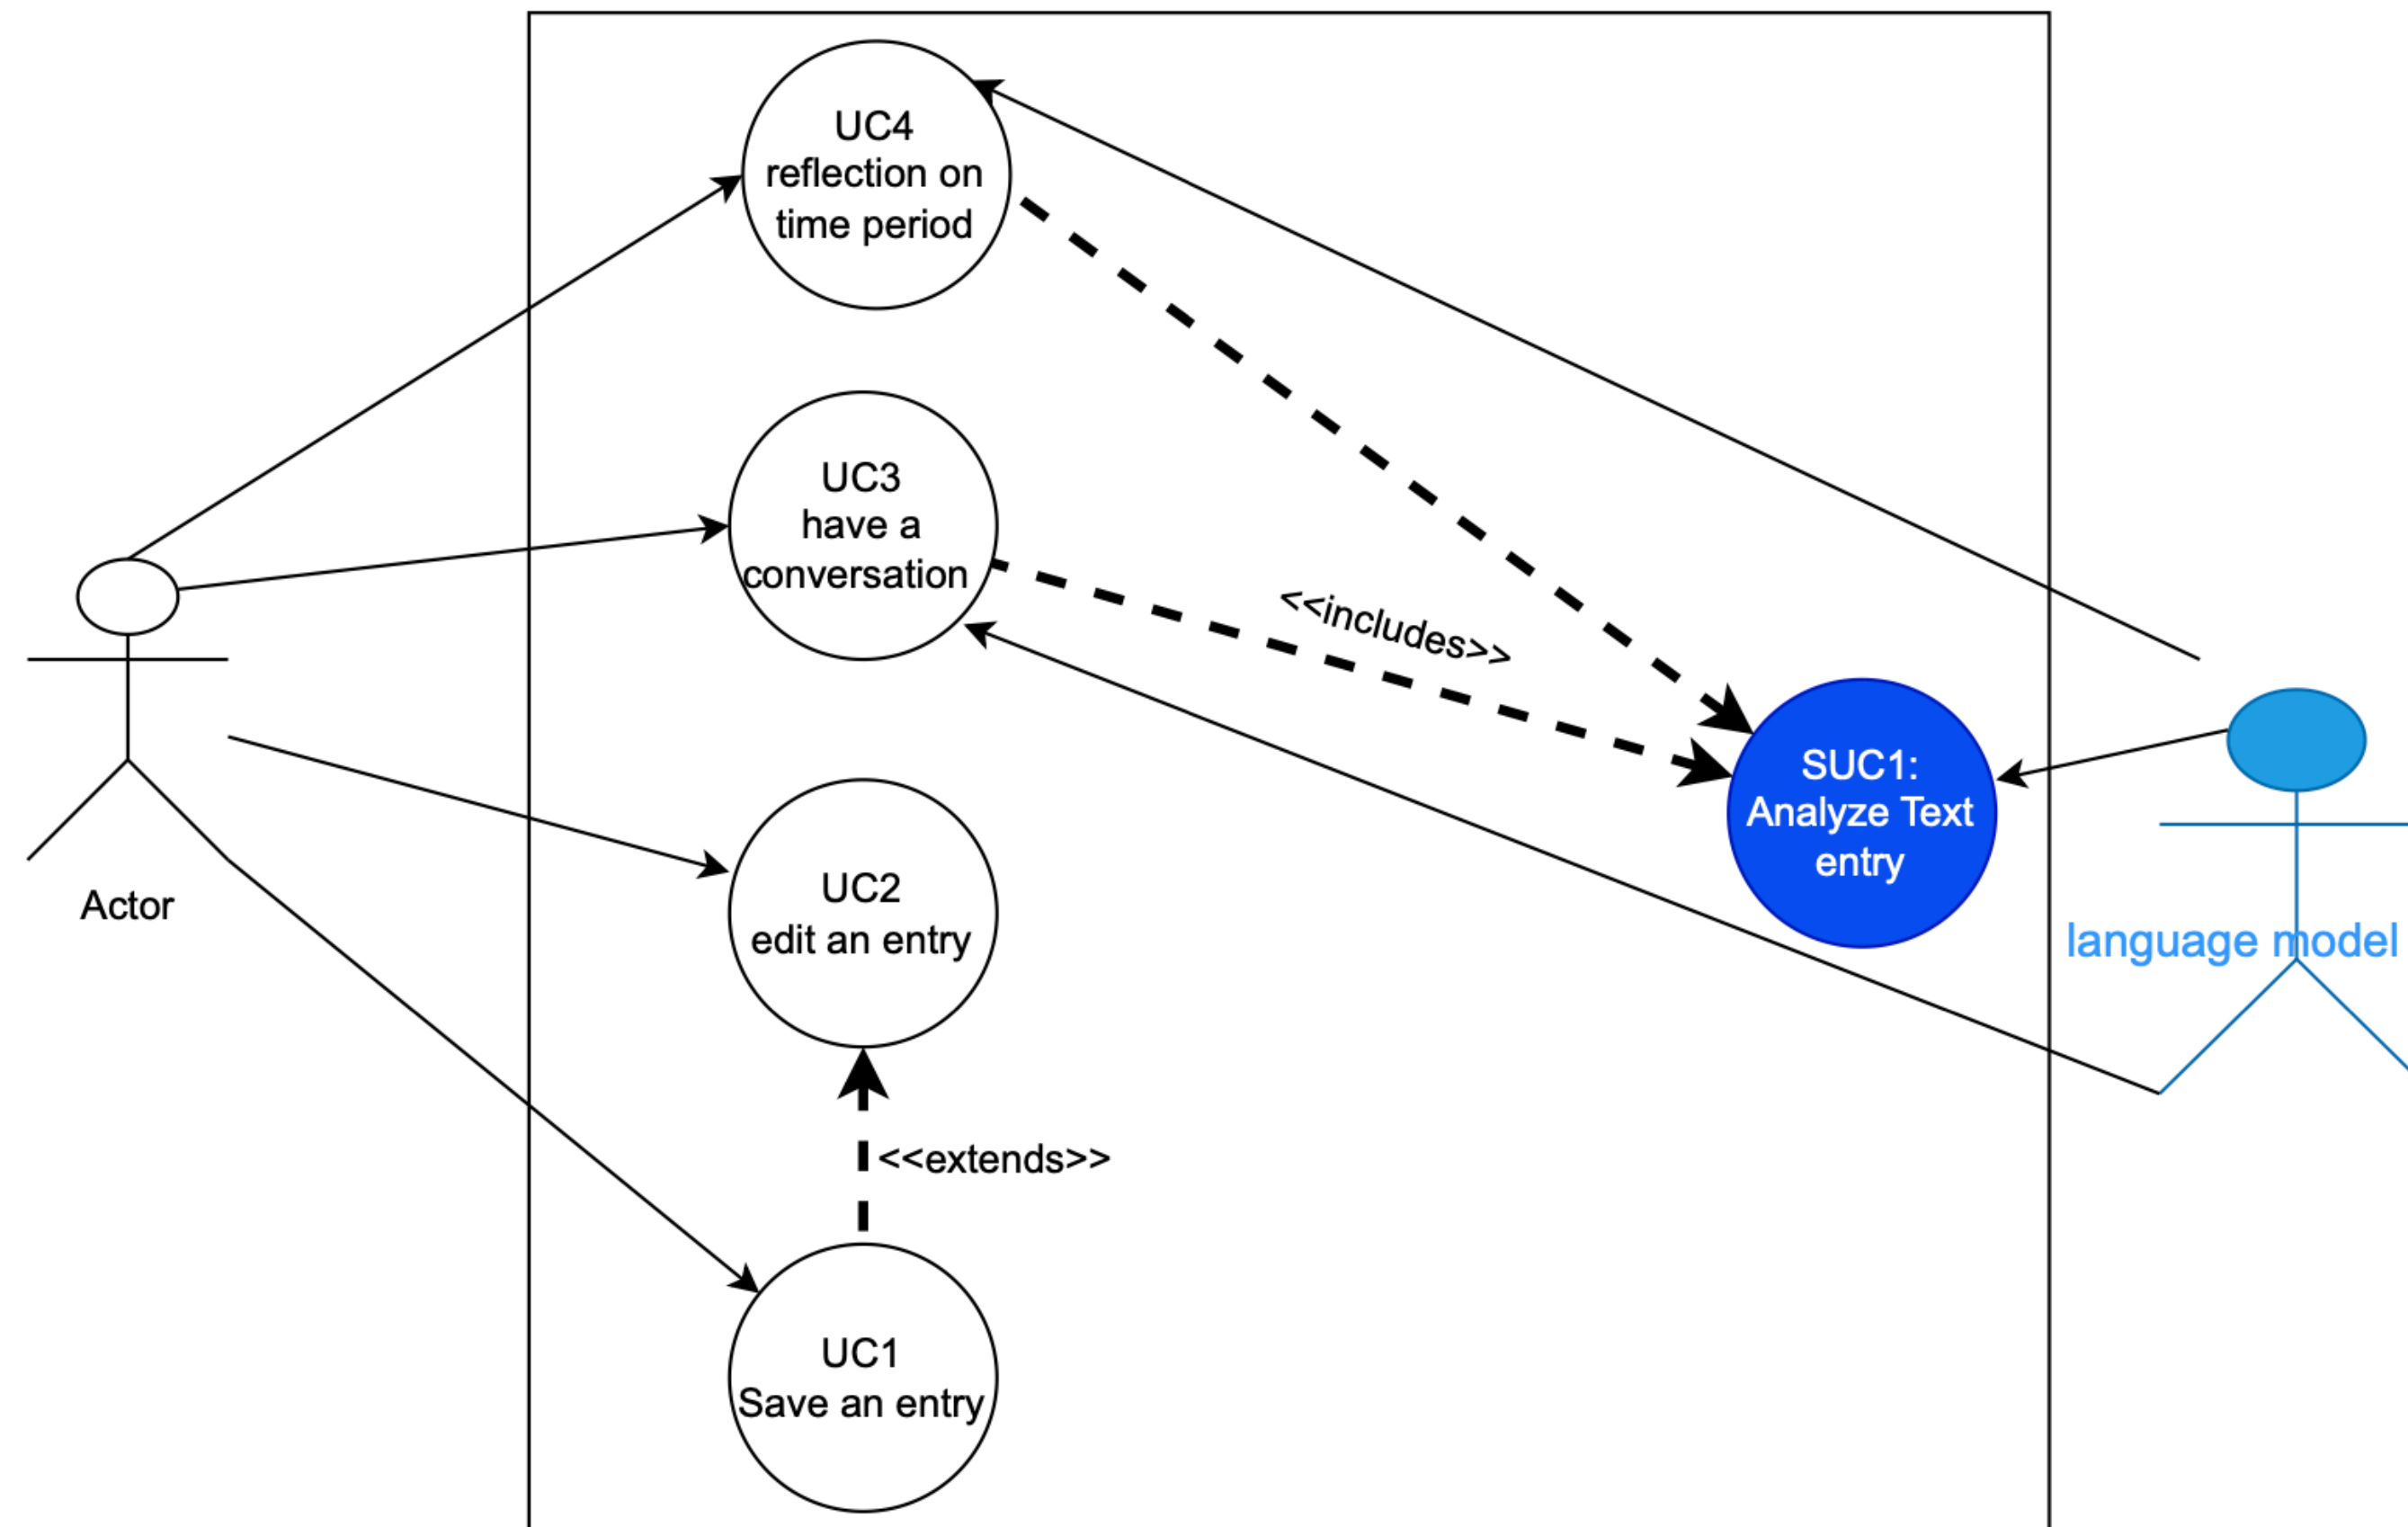 UC4
reflection on
time period
UC3
have a
conversation
<<includes>>
SUC1:
Analyze Text
entry
Actor
UC2
edit an entry
language model
<<extends>>
UC1
Save an entry